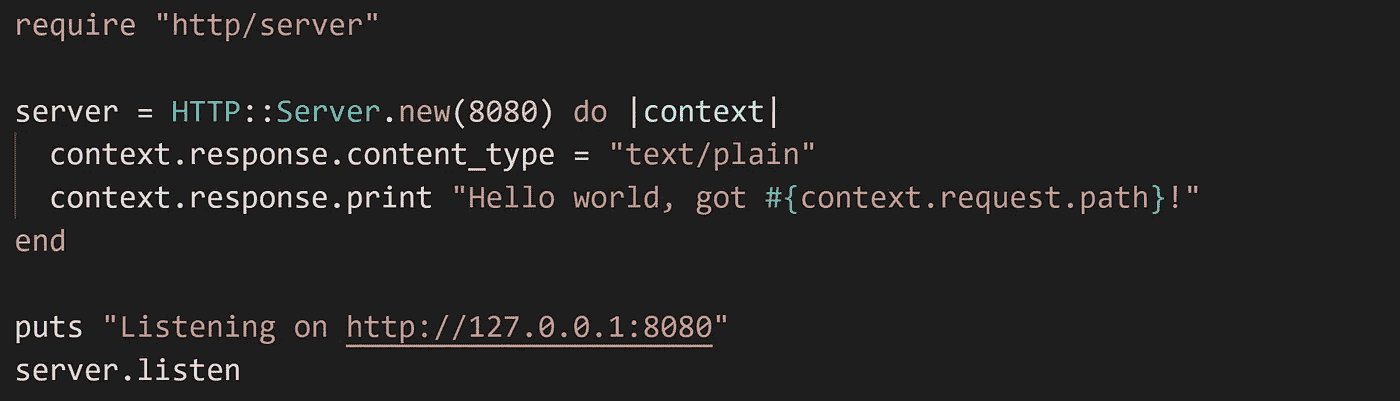 require "http/server"
server = HTTP::Server.new(8080) do |context|
context.response.content_type = "text/plain"
context.response.print "Hello world, got #{context.request.path}!"
end
puts "Listening on http://127.0.0.1:8080"
server.listen